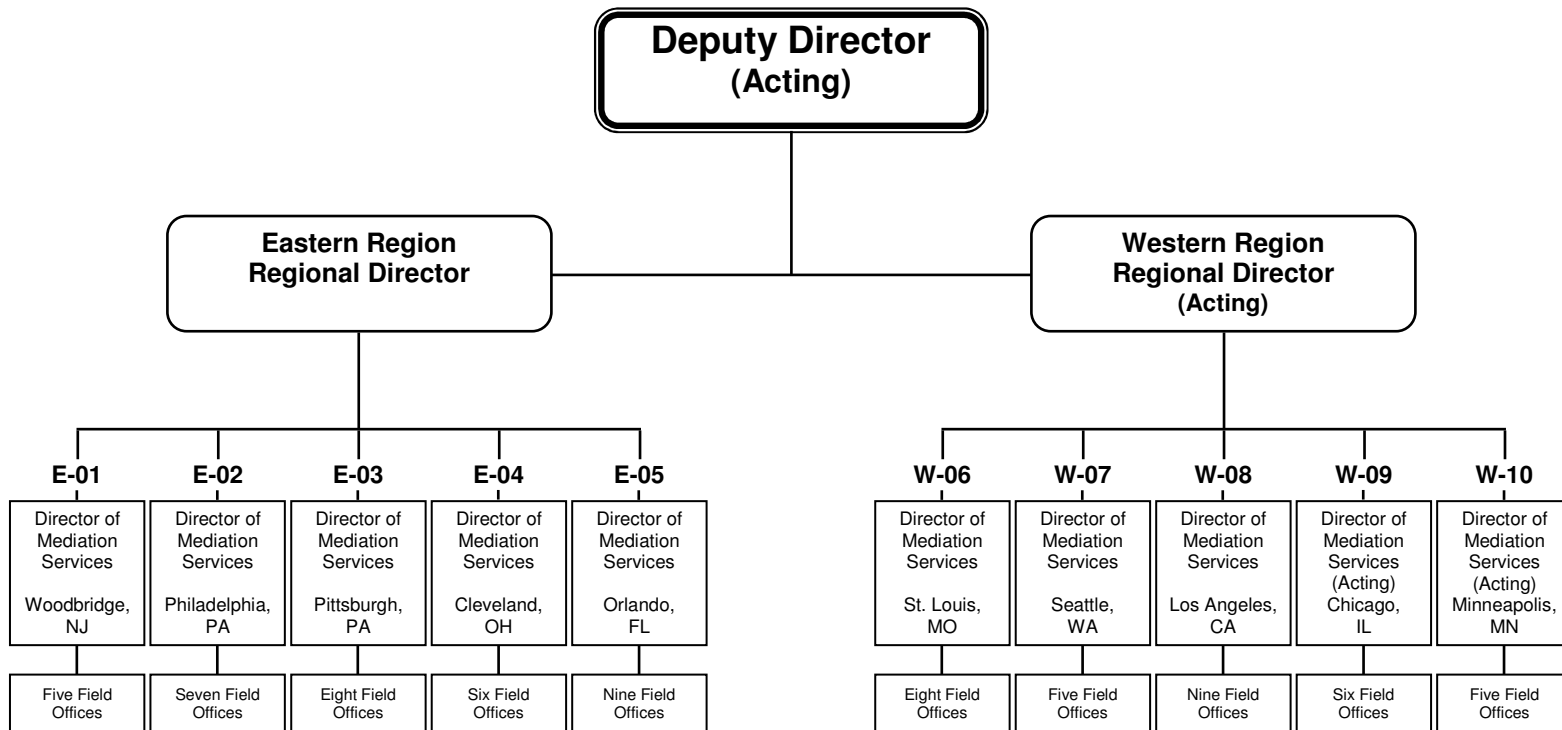 Deputy Director
(Acting)
Eastern Region
Regional Director
Western Region
Regional Director
(Acting)
E-01
Director of
Mediation
Services
Woodbridge,
NJ
Five Field
Offices
E-02
Director of
Mediation
Services
Philadelphia,
PA
Seven Field
Offices
E-03
Director of
Mediation
Services
Pittsburgh,
PA
Eight Field
Offices
E-04
Director of
Mediation
Services
Cleveland,
OH
Six Field
Offices
E-05
Director of
Mediation
Services
Orlando,
FL
Nine Field
Offices
W-06
Director of
Mediation
Services
St. Louis,
MO
Eight Field
Offices
W-07
Director of
Mediation
Services
Seattle,
WA
Five Field
Offices
W-08
Director of
Mediation
Services
Los Angeles,
CA
Nine Field
Offices
W-09
Director of
Mediation
Services
(Acting)
Chicago,
IL
Six Field
Offices
W-10
Director of
Mediation
Services
(Acting)
Minneapolis,
MN
Five Field
Offices